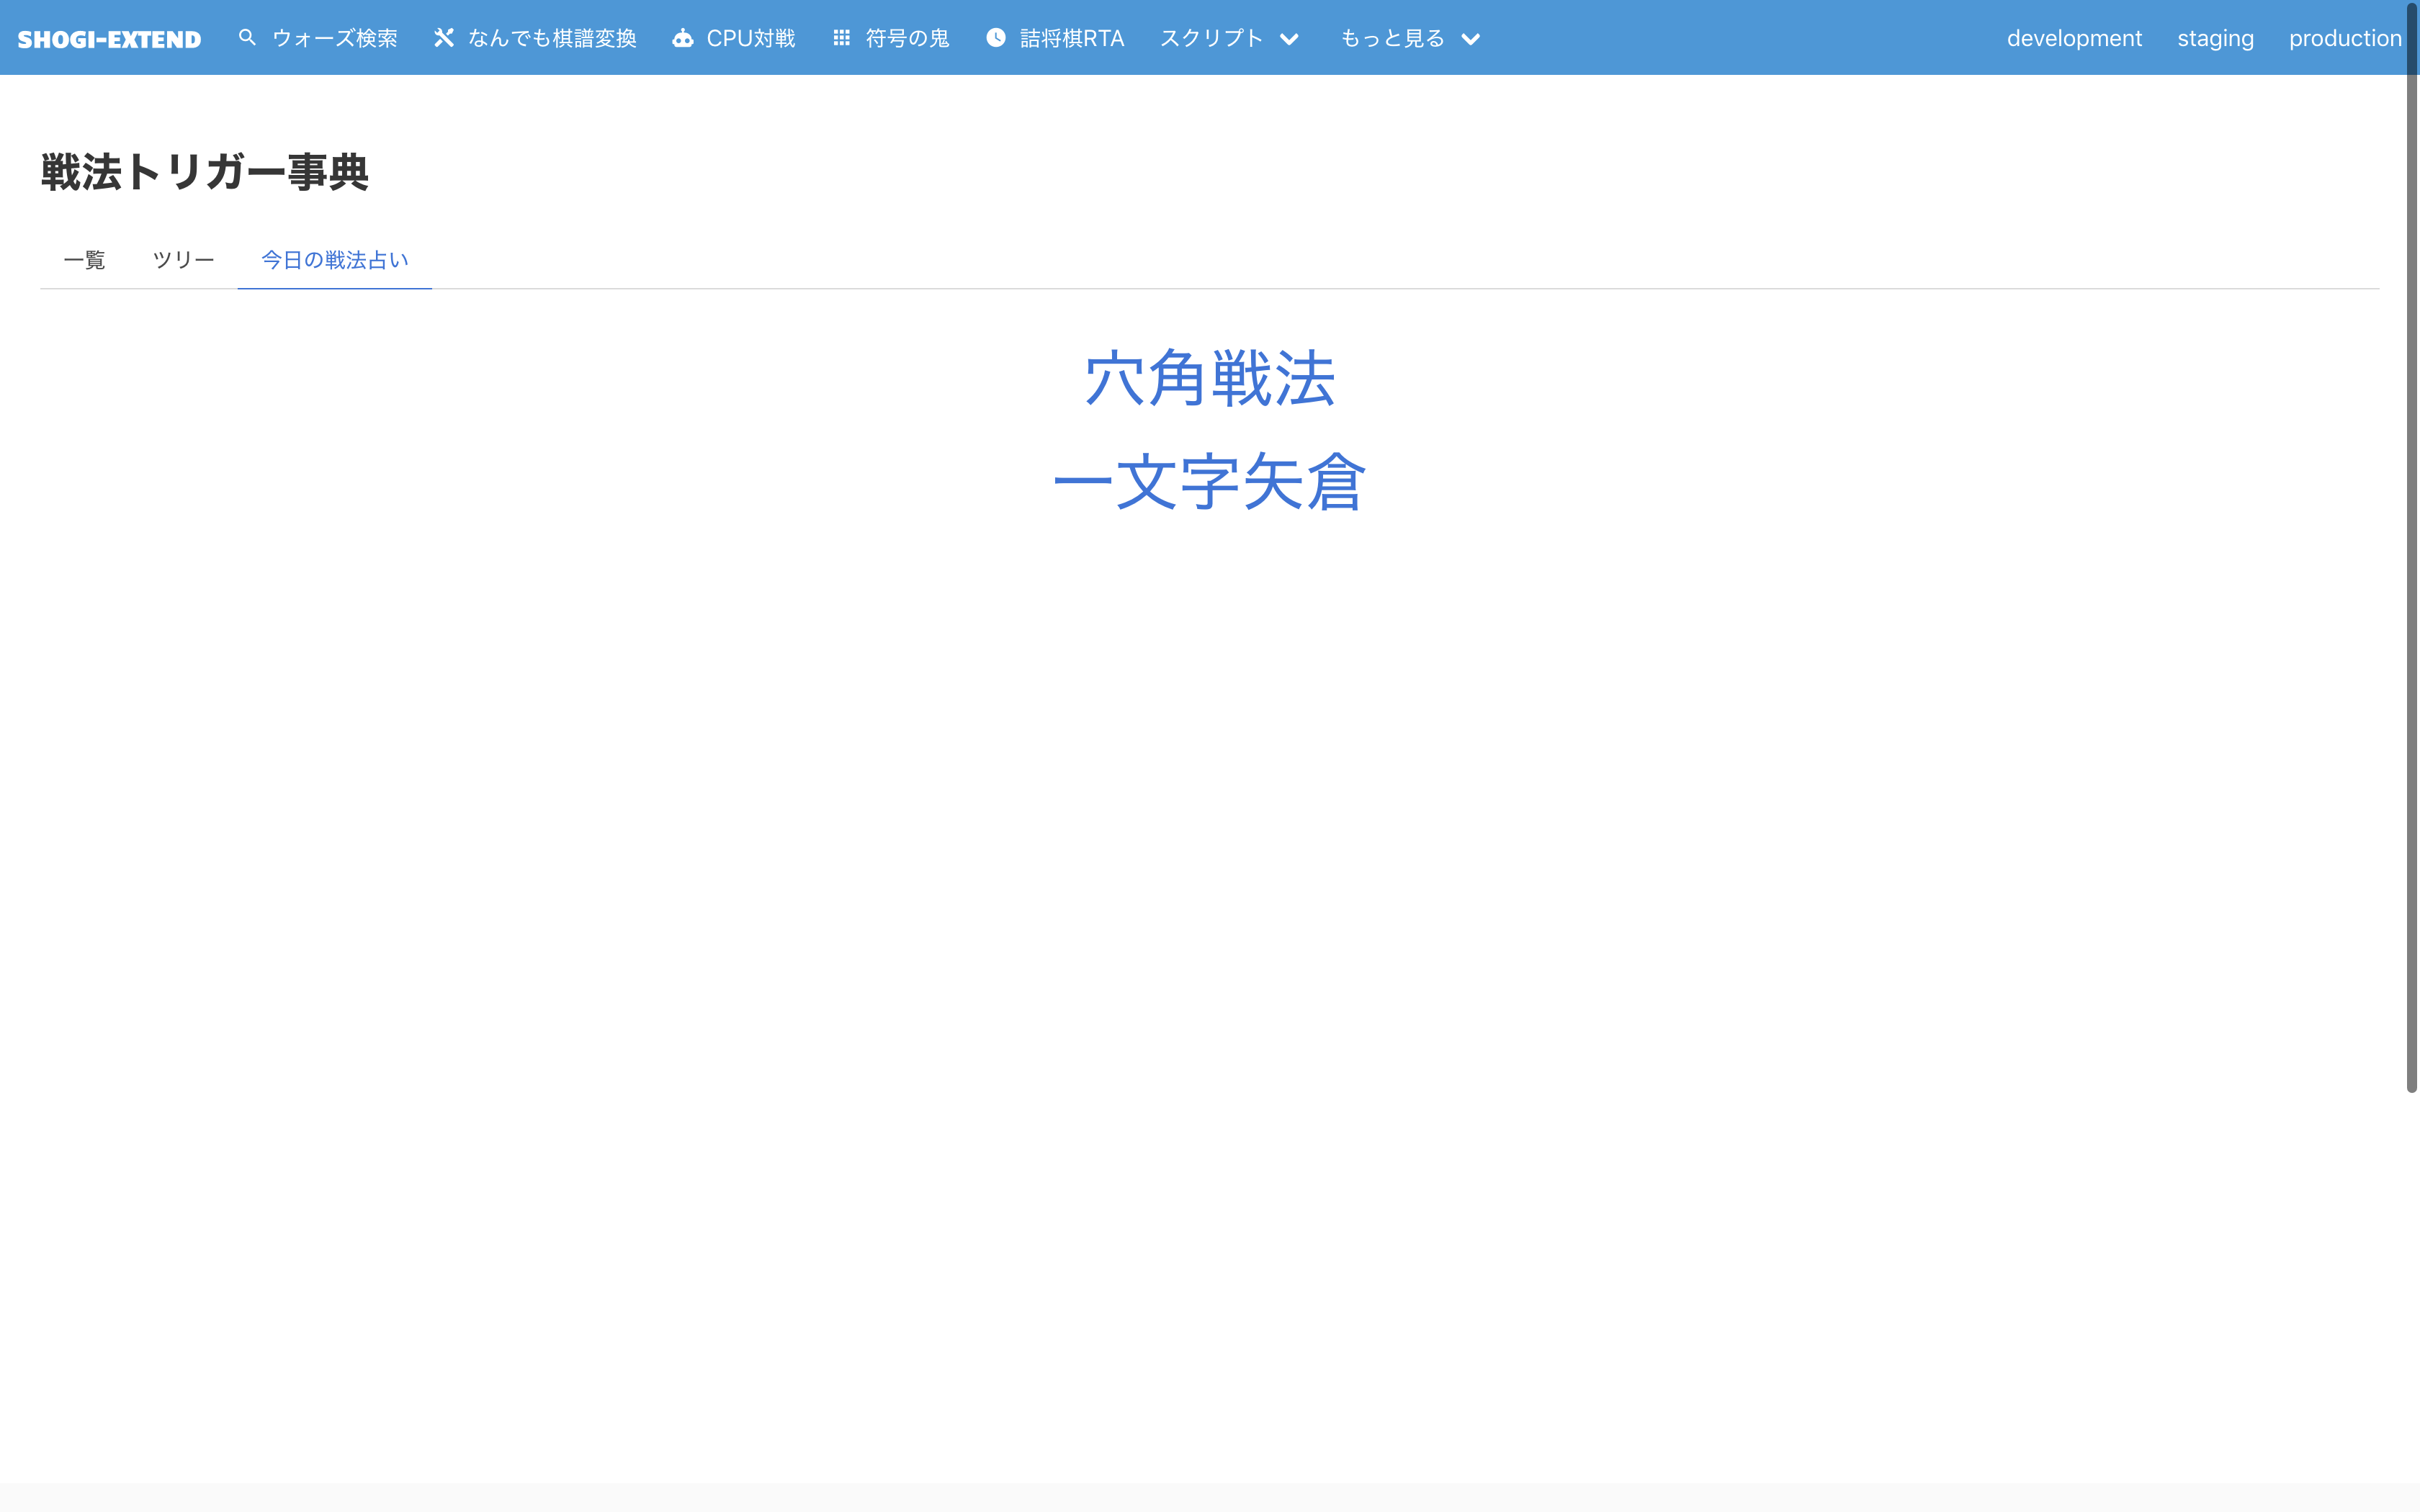 SHOGI-EXTEND ウォーズ検索 なんでも棋譜変換 CPU対戦 符号の鬼 詰将棋RTA スクリプト もっと見る development staging production
戦法トリガー事典
一覧 ツリー 今日の戦法占い
穴角戦法
一文字矢倉